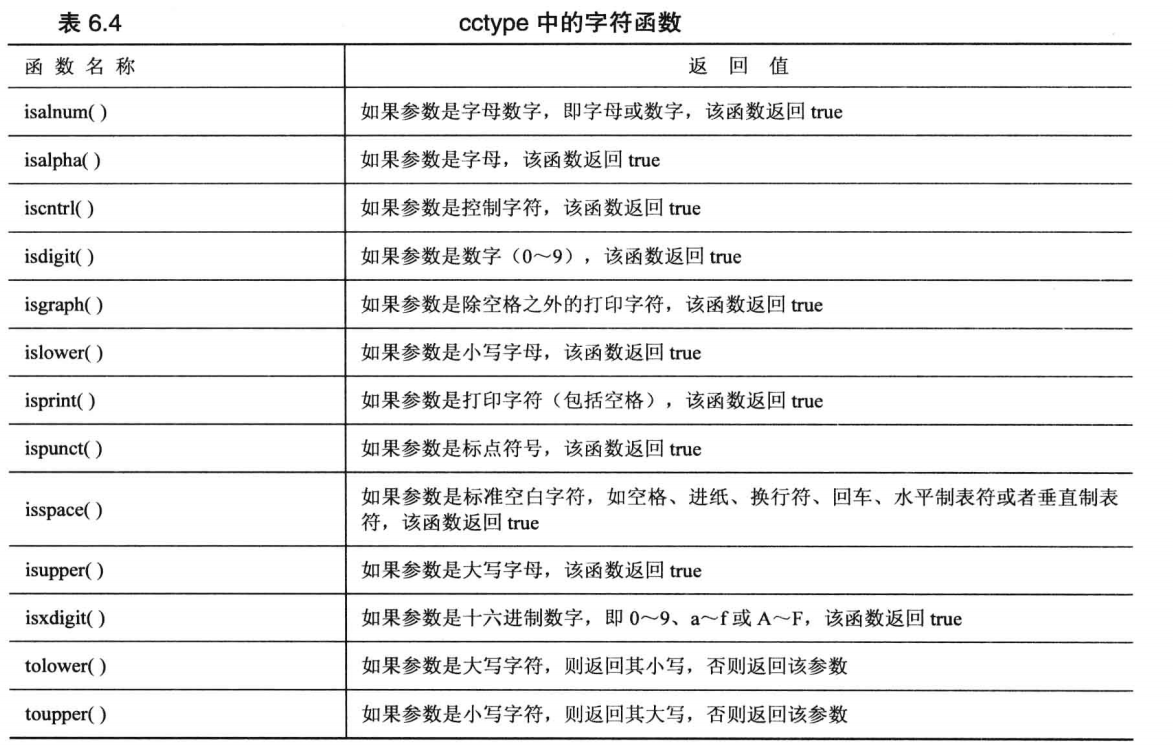 表 6.4 cctype 中的字符函数
函数名称 返回值
isalnum( ) 如果参数是字母数字，即字母或数字，该函数返回 true
isalpha( ) 如果参数是字母，该函数返回 true
iscntrl( ) 如果参数是控制字符，该函数返回 true
isdigit( ) 如果参数是数字（0～9），该函数返回 true
isgraph( ) 如果参数是除空格之外的打印字符，该函数返回 true
islower( ) 如果参数是小写字母，该函数返回 true
isprint( ) 如果参数是打印字符（包括空格），该函数返回 true
ispunct( ) 如果参数是标点符号，该函数返回 true
isspace( ) 如果参数是标准空白字符，如空格、进纸、换行符、回车、水平制表符或者垂直制表
符，该函数返回 true
isupper( ) 如果参数是大写字母，该函数返回 true
isxdigit( ) 如果参数是十六进制数字，即 0～9、a～f 或 A～F，该函数返回 true
tolower( ) 如果参数是大写字符，则返回其小写，否则返回该参数
toupper( ) 如果参数是小写字符，则返回其大写，否则返回该参数